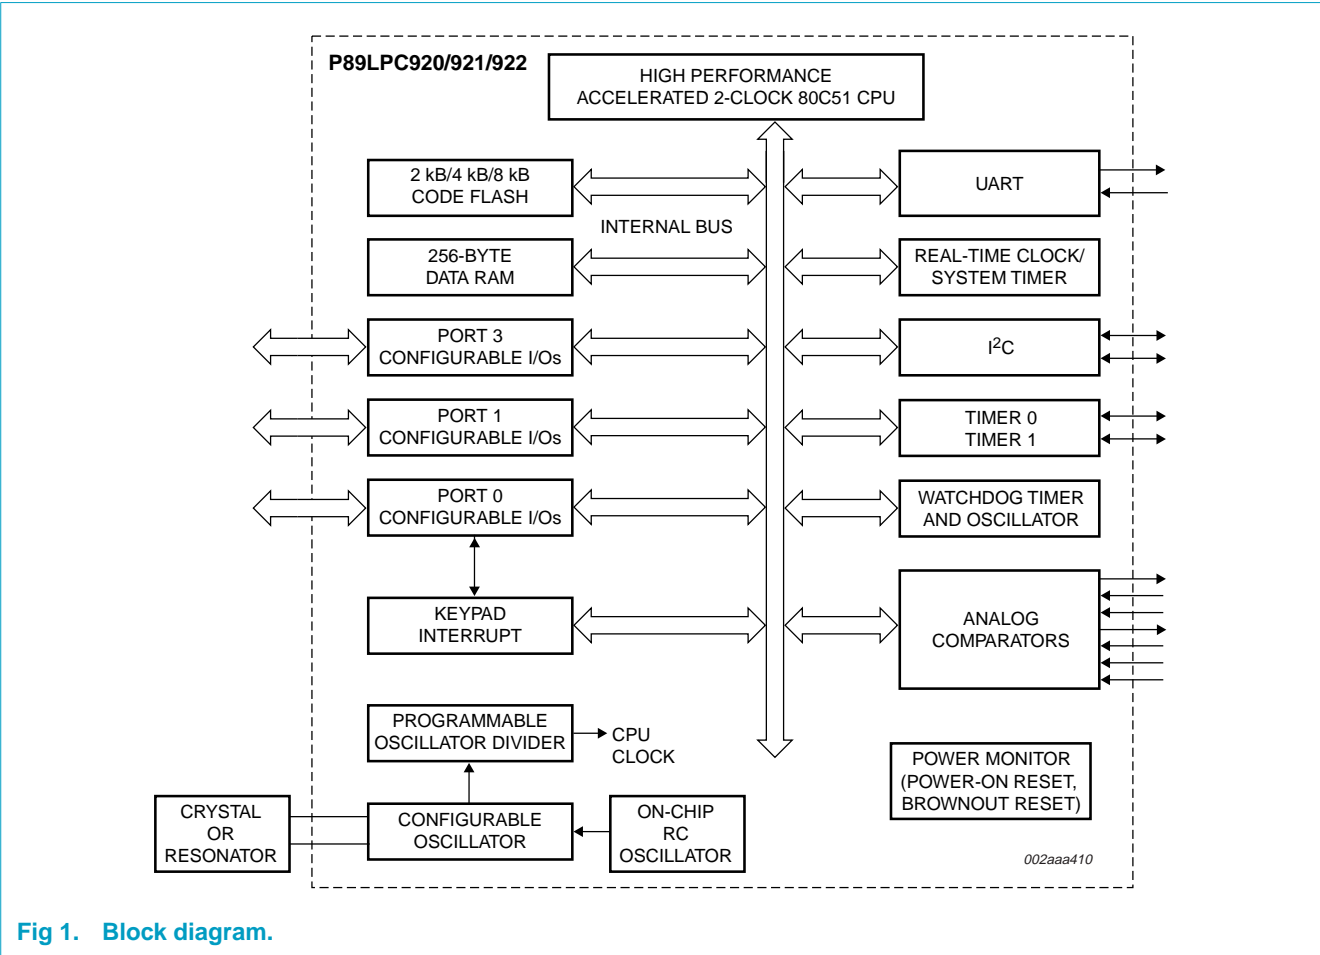 P89LPC920/921/922
HIGH PERFORMANCE
ACCELERATED 2-CLOCK 80C51 CPU
2 kB/4 kB/8 kB
CODE FLASH
UART
INTERNAL BUS
256-BYTE
DATA RAM
REAL-TIME CLOCK/
SYSTEM TIMER
PORT 3
CONFIGURABLE I/Os
I²C
PORT 1
CONFIGURABLE I/Os
TIMER 0
TIMER 1
PORT 0
CONFIGURABLE I/Os
WATCHDOG TIMER
AND OSCILLATOR
KEYPAD
INTERRUPT
ANALOG
COMPARATORS
PROGRAMMABLE
OSCILLATOR DIVIDER
CPU
CLOCK
POWER MONITOR
(POWER-ON RESET,
BROWNOUT RESET)
CRYSTAL
OR
RESONATOR
CONFIGURABLE
OSCILLATOR
ON-CHIP
RC
OSCILLATOR
002aaa410
Fig 1. Block diagram.